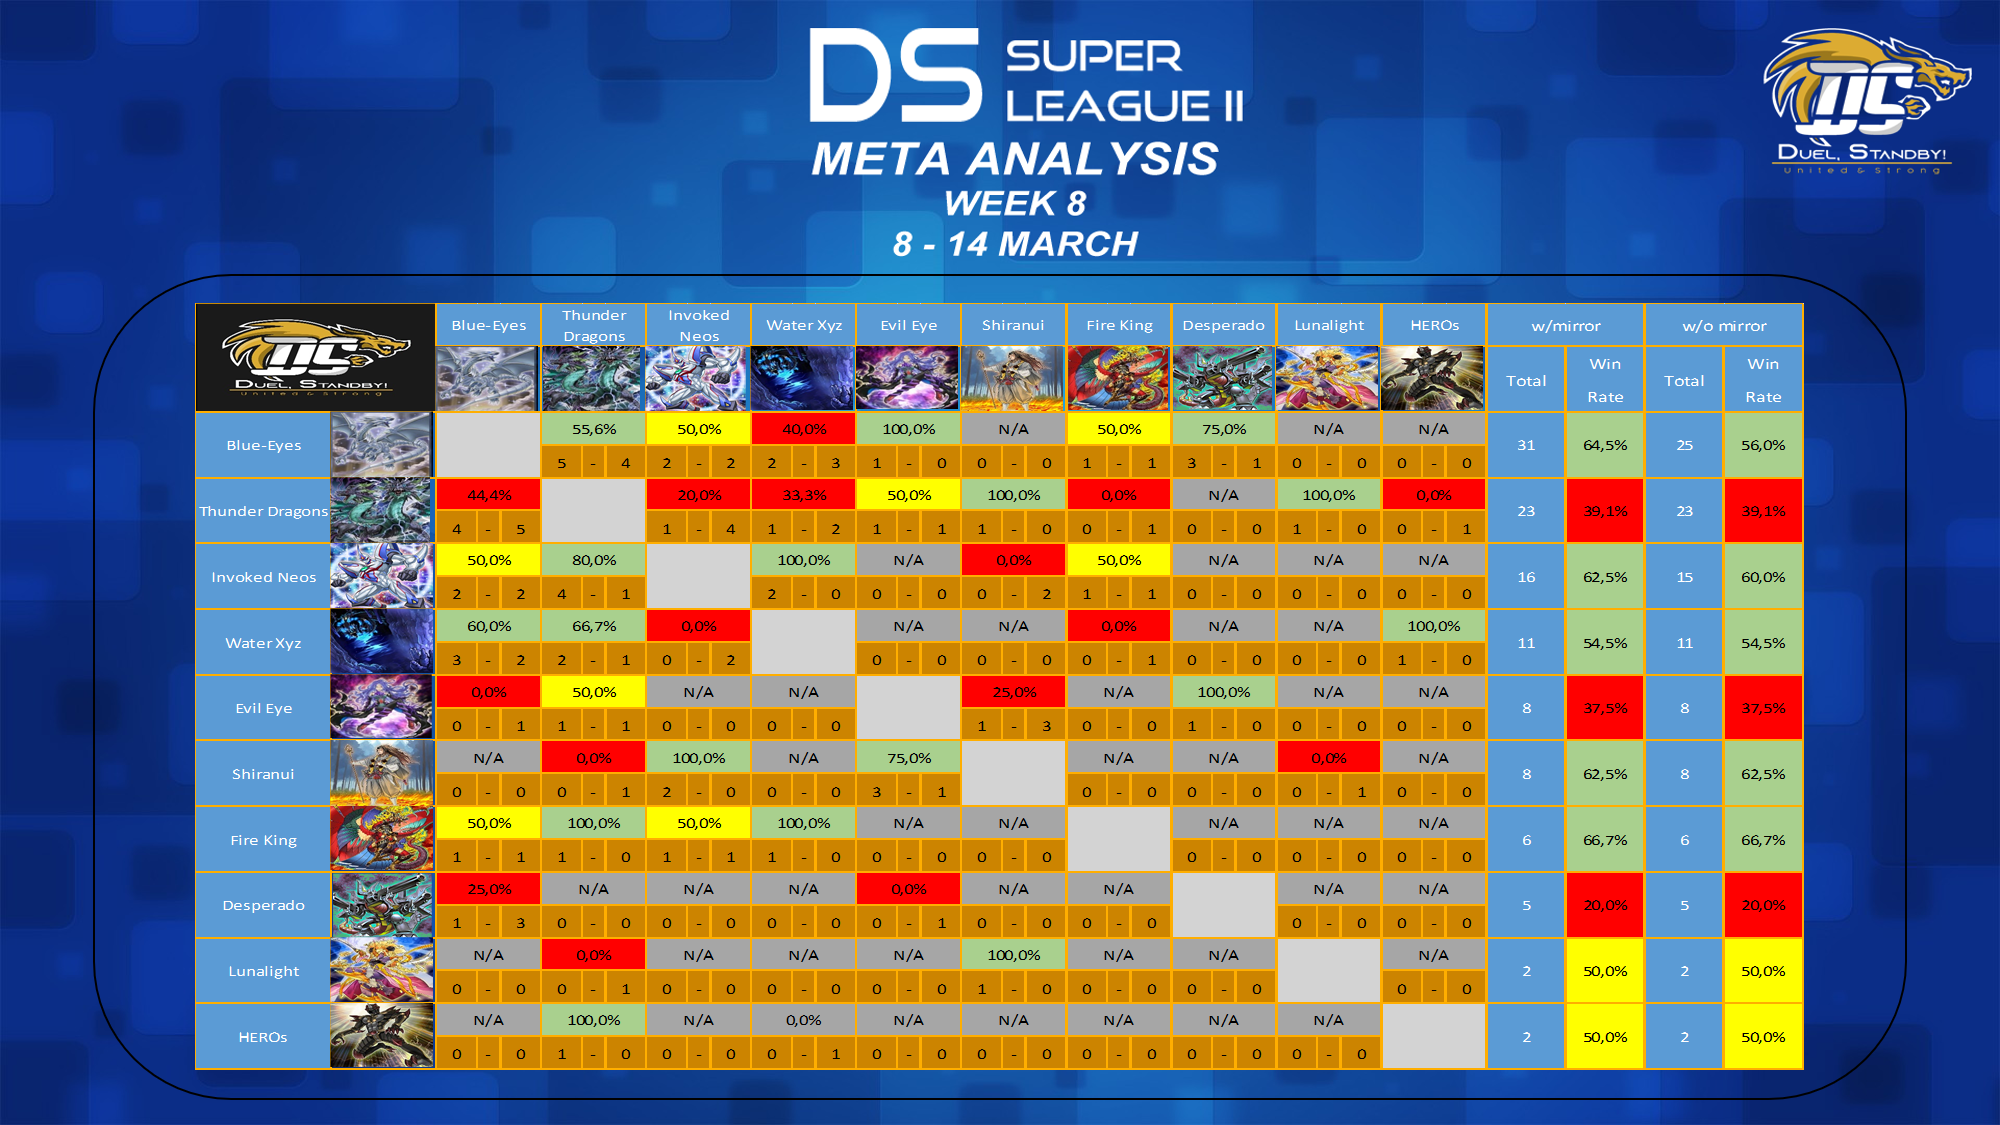 DS SUPER
LEAGUE II
META ANALYSIS
WEEK 8
8 - 14 MARCH
DS
DUEL, STANDBY!
United & Strong
DS
DUEL, STANDBY!
United & Strong
Blue-Eyes Thunder Dragons Invoked Neos Water Xyz Evil Eye Shiranui Fire King Desperado Lunalight HEROs w/mirror w/o mirror
Total Win Rate Total Win Rate
Blue-Eyes 55,6% 50,0% 40,0% 100,0% N/A 50,0% 75,0% N/A N/A 31 64,5% 25 56,0%
5 - 4 2 - 2 2 - 3 1 - 0 0 - 0 1 - 1 3 - 1 0 - 0 0 - 0
Thunder Dragons 44,4% 20,0% 33,3% 50,0% 100,0% 0,0% N/A 100,0% 0,0% 23 39,1% 23 39,1%
4 - 5 1 - 4 1 - 2 1 - 1 1 - 0 0 - 1 0 - 0 1 - 0 0 - 1
Invoked Neos 50,0% 80,0% 100,0% N/A 0,0% 50,0% N/A N/A N/A 16 62,5% 15 60,0%
2 - 2 4 - 1 2 - 0 0 - 0 0 - 2 1 - 1 0 - 0 0 - 0 0 - 0
Water Xyz 60,0% 66,7% 0,0% N/A N/A 0,0% N/A N/A 100,0% 11 54,5% 11 54,5%
3 - 2 2 - 1 0 - 2 0 - 0 0 - 0 0 - 1 0 - 0 0 - 0 1 - 0
Evil Eye 0,0% 50,0% N/A N/A 25,0% N/A 100,0% N/A N/A 8 37,5% 8 37,5%
0 - 1 1 - 1 0 - 0 0 - 0 1 - 3 0 - 0 1 - 0 0 - 0 0 - 0
Shiranui N/A 0,0% 100,0% N/A 75,0% N/A N/A 0,0% N/A 8 62,5% 8 62,5%
0 - 0 0 - 1 2 - 0 0 - 0 3 - 1 0 - 0 0 - 0 0 - 1 0 - 0
Fire King 50,0% 100,0% 50,0% 100,0% N/A N/A N/A N/A N/A 6 66,7% 6 66,7%
1 - 1 1 - 0 1 - 1 1 - 0 0 - 0 0 - 0 0 - 0 0 - 0 0 - 0
Desperado 25,0% N/A N/A N/A 0,0% N/A N/A N/A N/A 5 20,0% 5 20,0%
1 - 3 0 - 0 0 - 0 0 - 0 0 - 1 0 - 0 0 - 0 0 - 0 0 - 0
Lunalight N/A 0,0% N/A N/A N/A 100,0% N/A N/A N/A 2 50,0% 2 50,0%
0 - 0 0 - 1 0 - 0 0 - 0 0 - 0 1 - 0 0 - 0 0 - 0 0 - 0
HEROs N/A 100,0% N/A 0,0% N/A N/A N/A N/A N/A 2 50,0% 2 50,0%
0 - 0 1 - 0 0 - 0 0 - 1 0 - 0 0 - 0 0 - 0 0 - 0 0 - 0